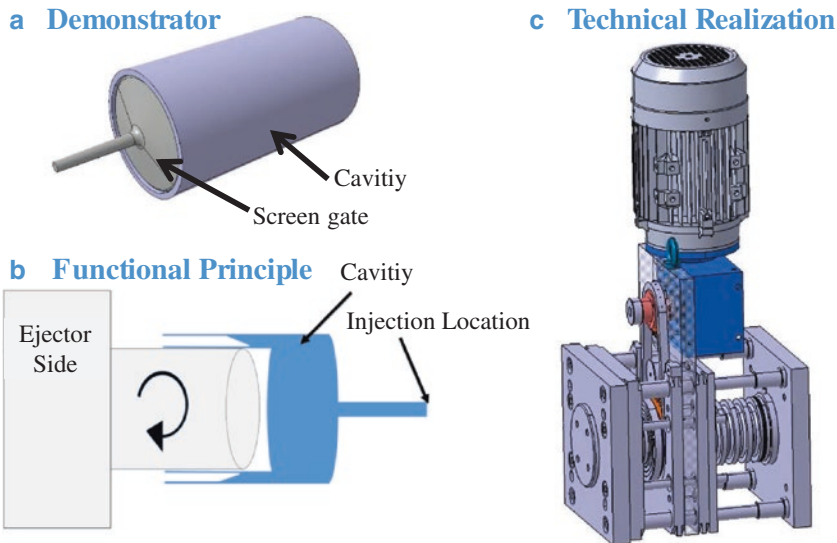 a Demonstrator
Cavitiy
Screen gate
b Functional Principle
Cavitiy
Injection Location
Ejector
Side
c Technical Realization